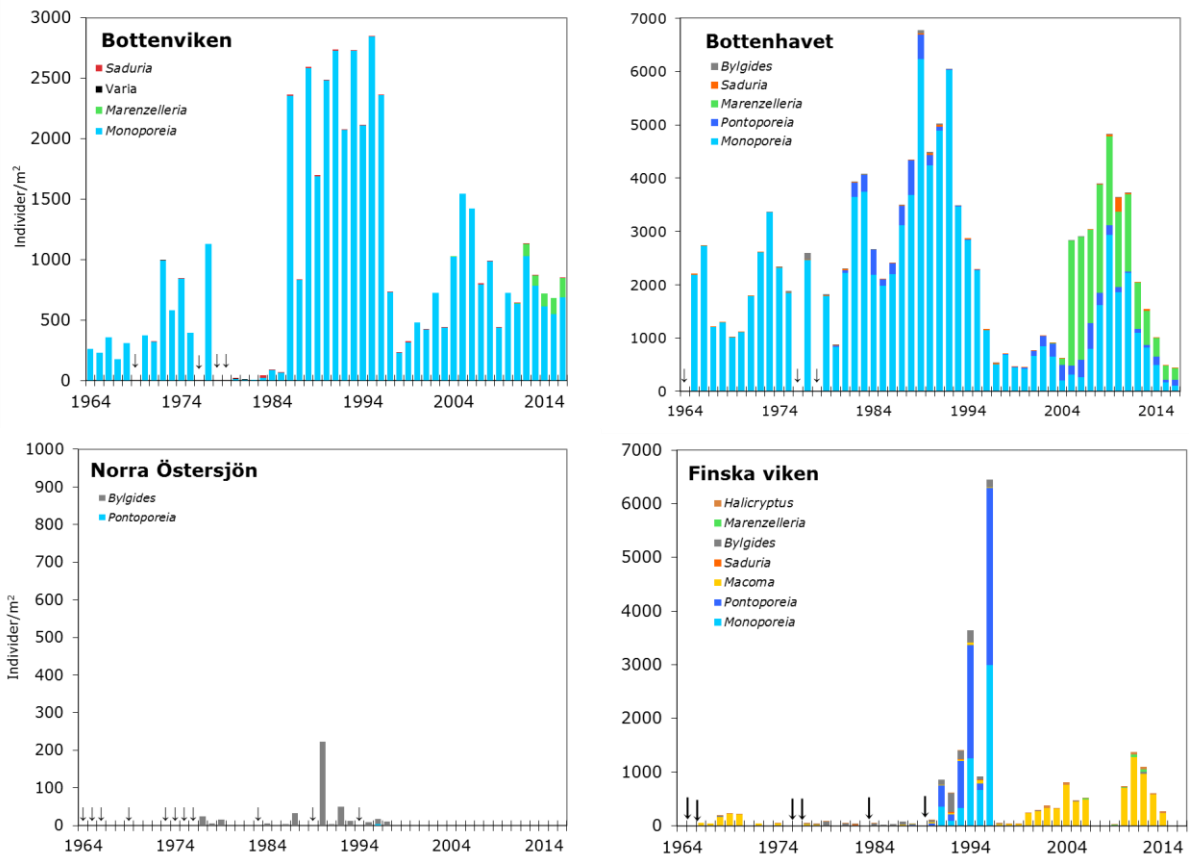 Bottenviken
Saduria
Varia
Marenzelleria
Monoporeia
Individer/m²
3000
2500
2000
1500
1000
500
0
1964
1974
1984
1994
2004
2014
Bottenhavet
Bylgides
Saduria
Marenzelleria
Pontoporeia
Monoporeia
7000
6000
5000
4000
3000
2000
1000
0
1964
1974
1984
1994
2004
2014
Norra Östersjön
Bylgides
Pontoporeia
Individer/m²
1000
900
800
700
600
500
400
300
200
100
0
1964
1974
1984
1994
2004
2014
Finska viken
Halicryptus
Marenzelleria
Bylgides
Saduria
Macoma
Pontoporeia
Monoporeia
7000
6000
5000
4000
3000
2000
1000
0
1964
1974
1984
1994
2004
2014